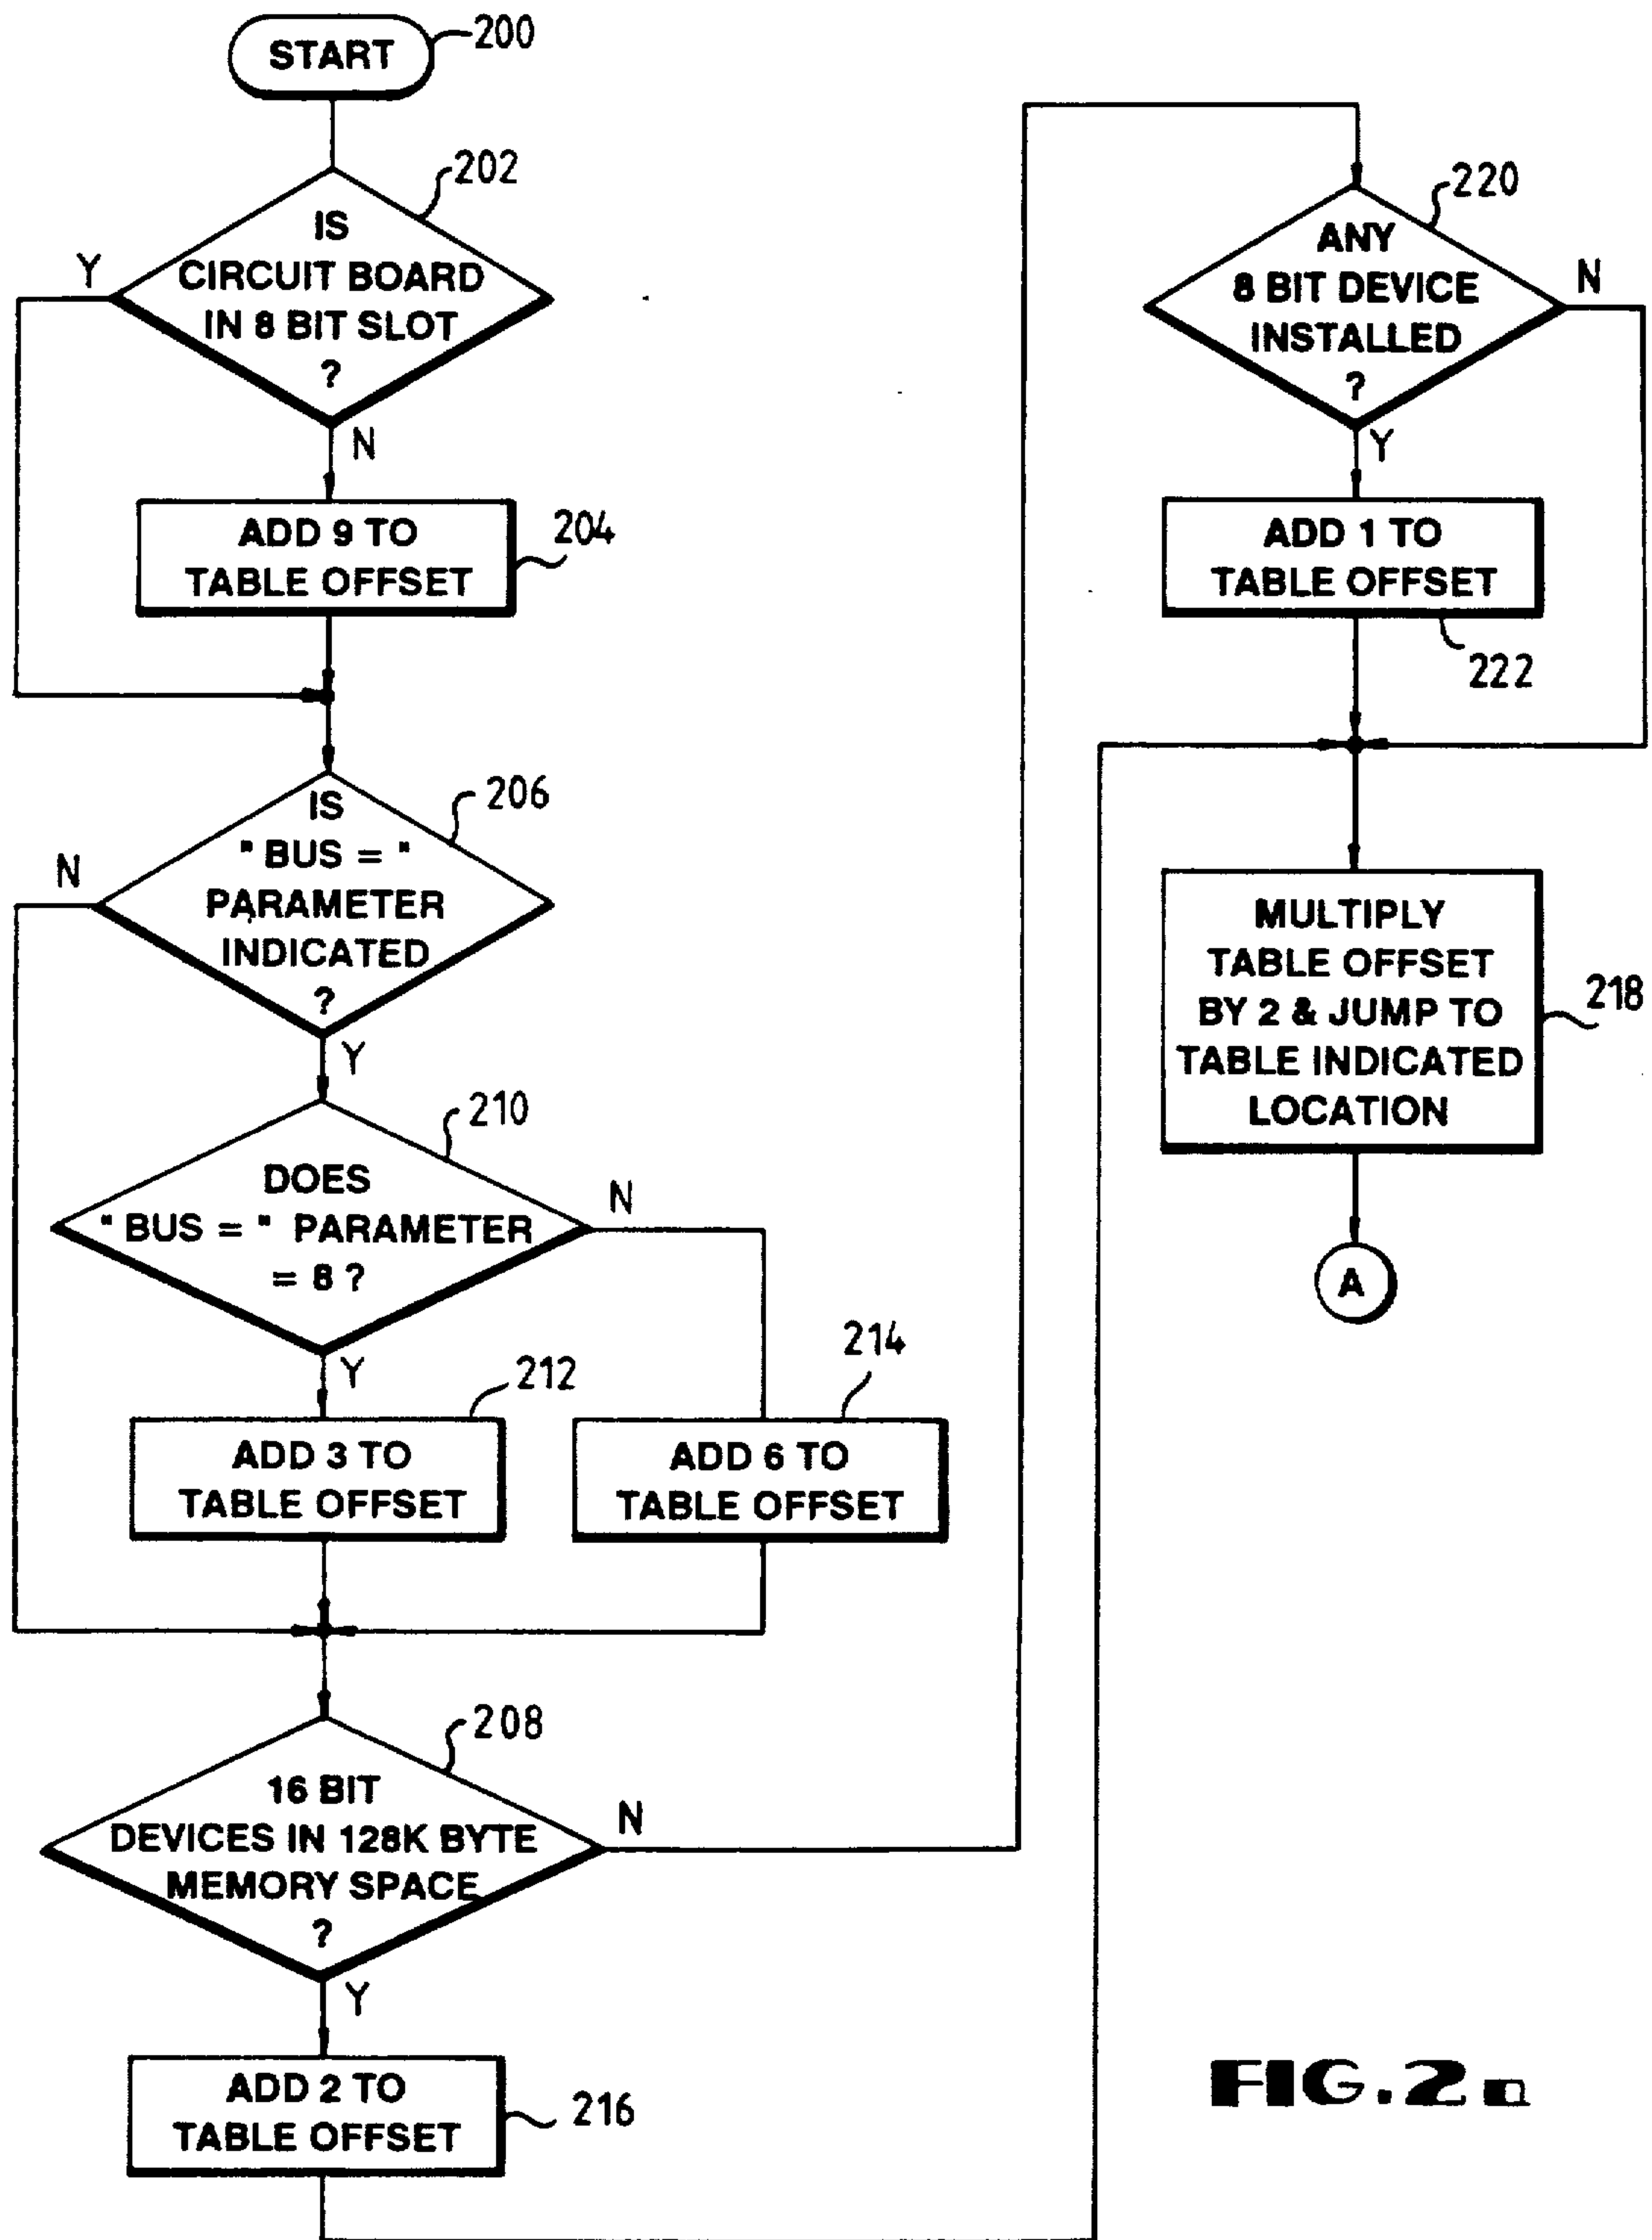 START
200
202
IS
CIRCUIT BOARD
IN 8 BIT SLOT
?
Y
N
ADD 9 TO
TABLE OFFSET
204
206
IS
" BUS = "
PARAMETER
INDICATED
?
N
Y
210
DOES
" BUS = " PARAMETER
= 8 ?
N
Y
212
ADD 3 TO
TABLE OFFSET
214
ADD 6 TO
TABLE OFFSET
208
16 BIT
DEVICES IN 128K BYTE
MEMORY SPACE
?
N
Y
ADD 2 TO
TABLE OFFSET
216
220
ANY
8 BIT DEVICE
INSTALLED
?
N
Y
ADD 1 TO
TABLE OFFSET
222
MULTIPLY
TABLE OFFSET
BY 2 & JUMP TO
TABLE INDICATED
LOCATION
218
A
FIG. 2a